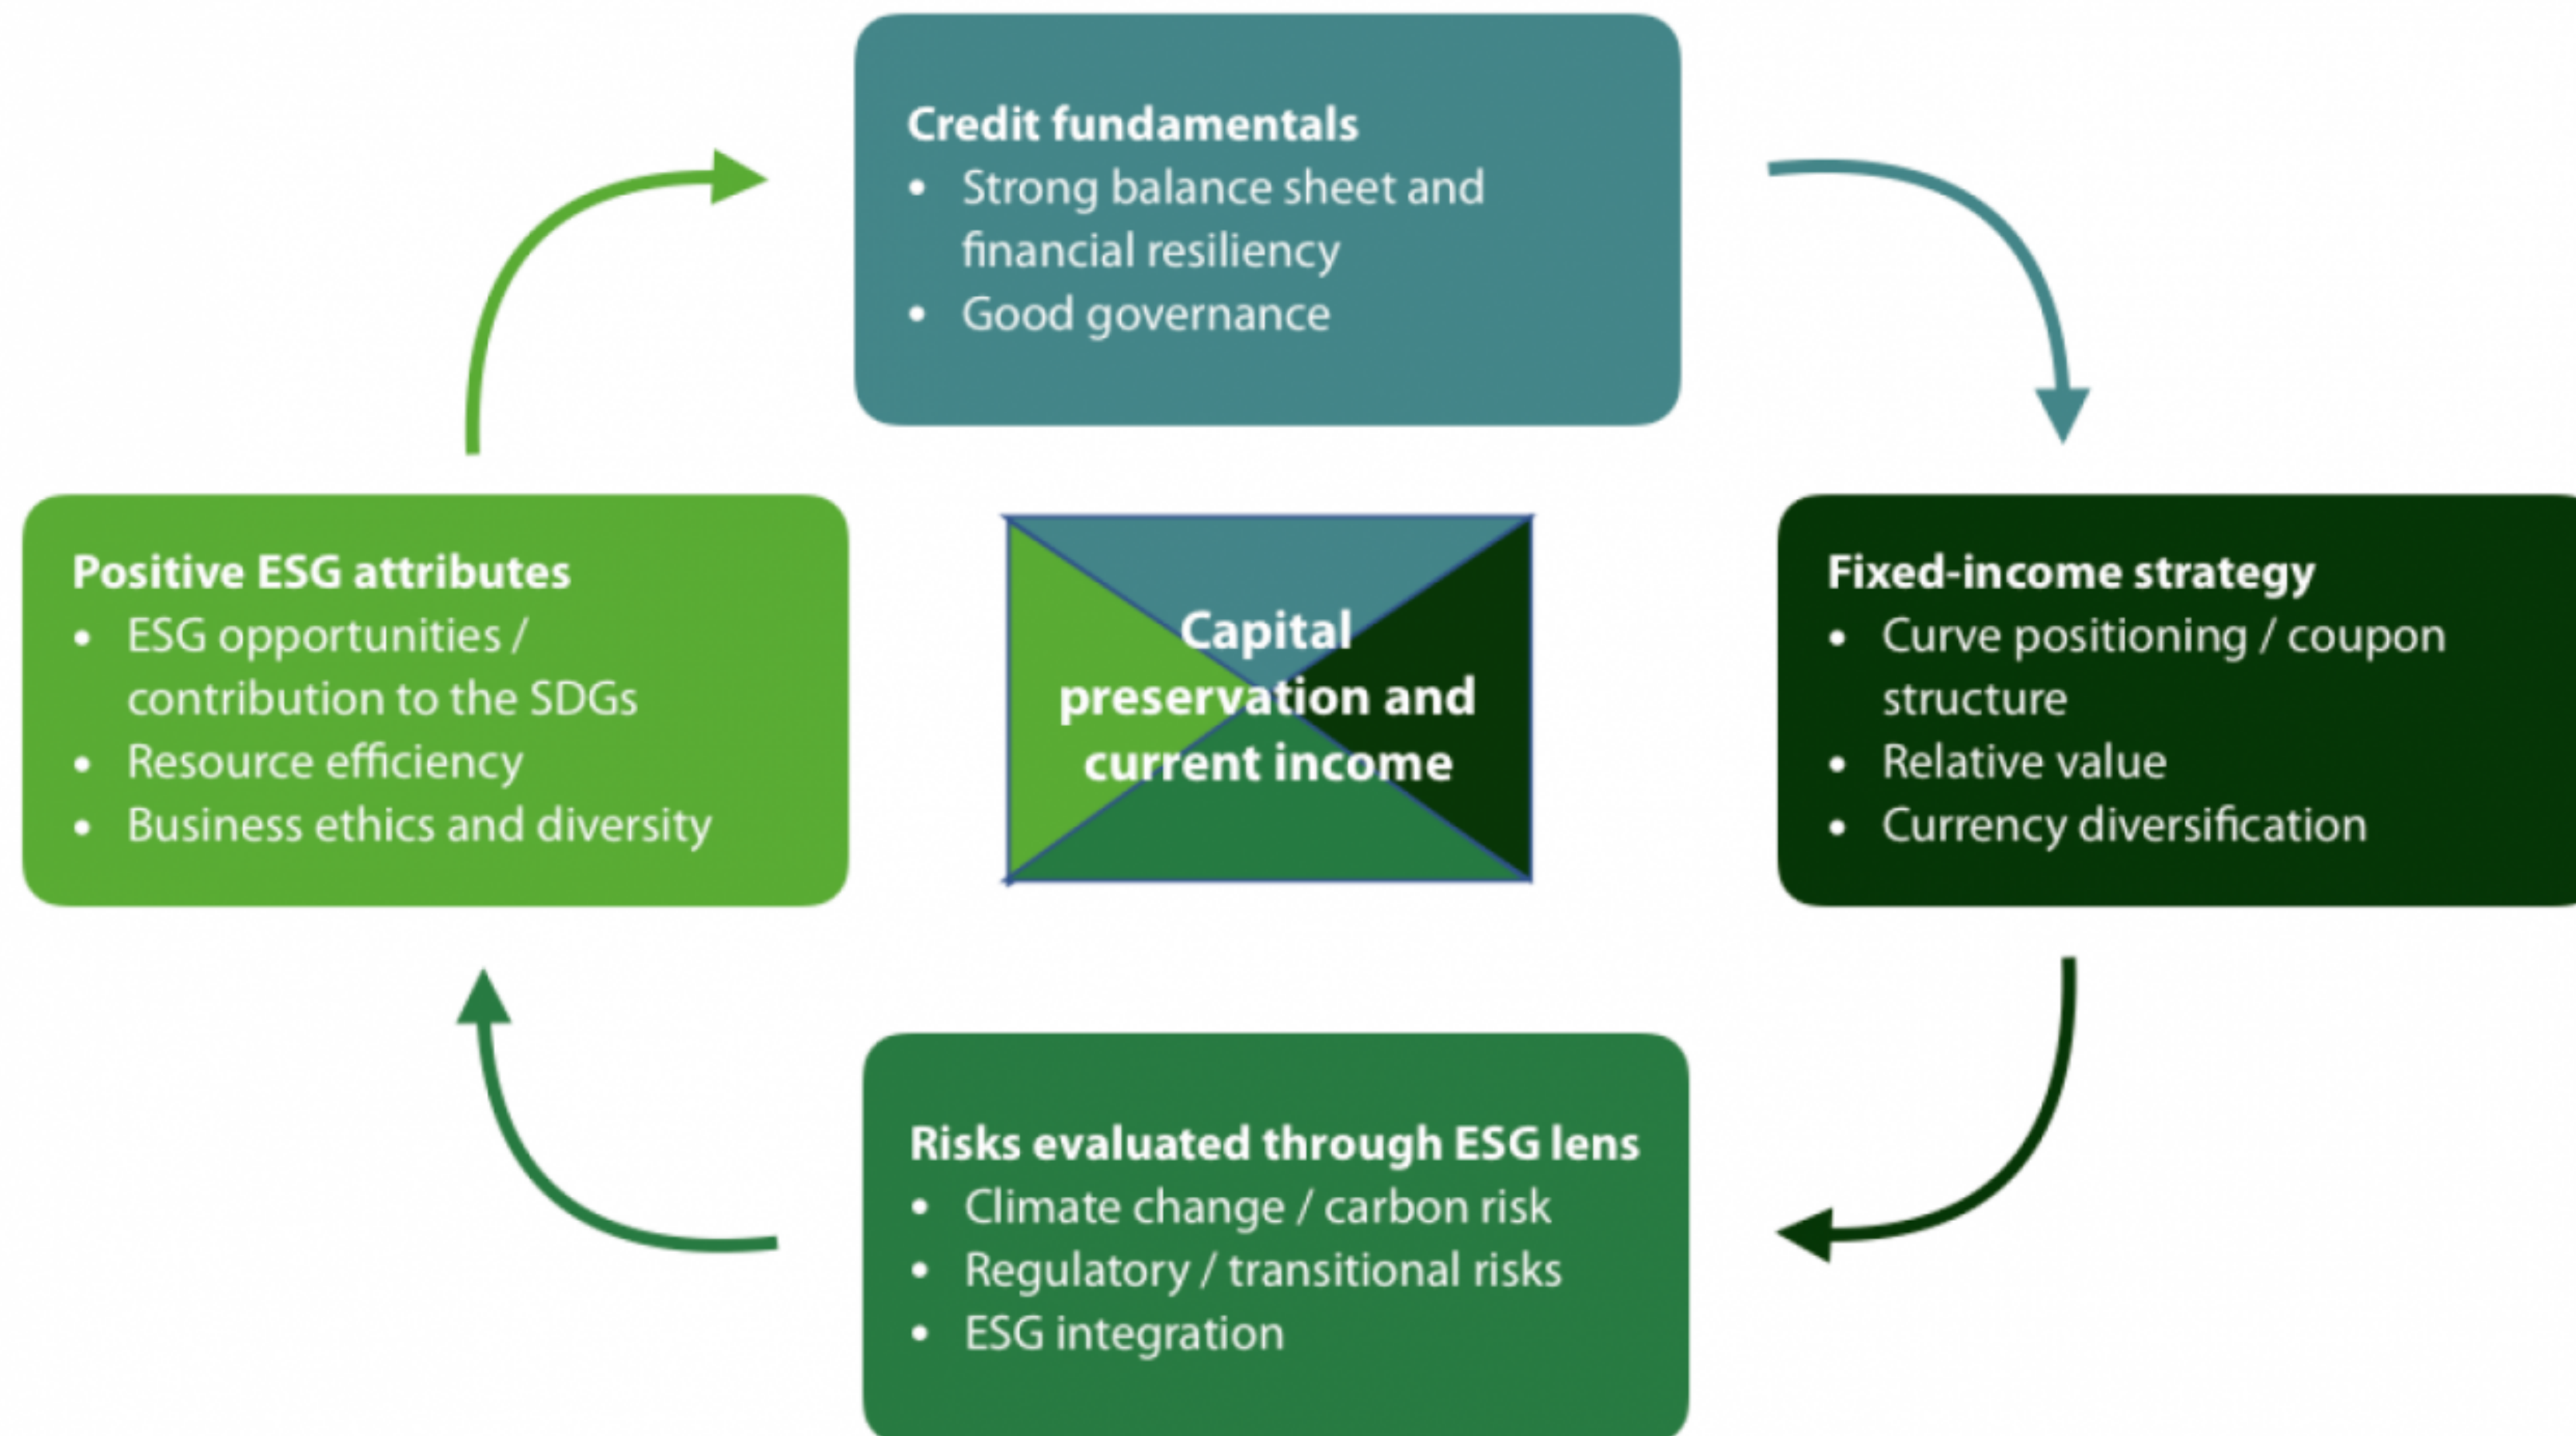 Credit fundamentals
• Strong balance sheet and
financial resiliency
• Good governance
Positive ESG attributes
• ESG opportunities /
contribution to the SDGs
• Resource efficiency
• Business ethics and diversity
Capital
preservation and
current income
Fixed-income strategy
• Curve positioning / coupon
structure
• Relative value
• Currency diversification
Risks evaluated through ESG lens
• Climate change / carbon risk
• Regulatory / transitional risks
• ESG integration